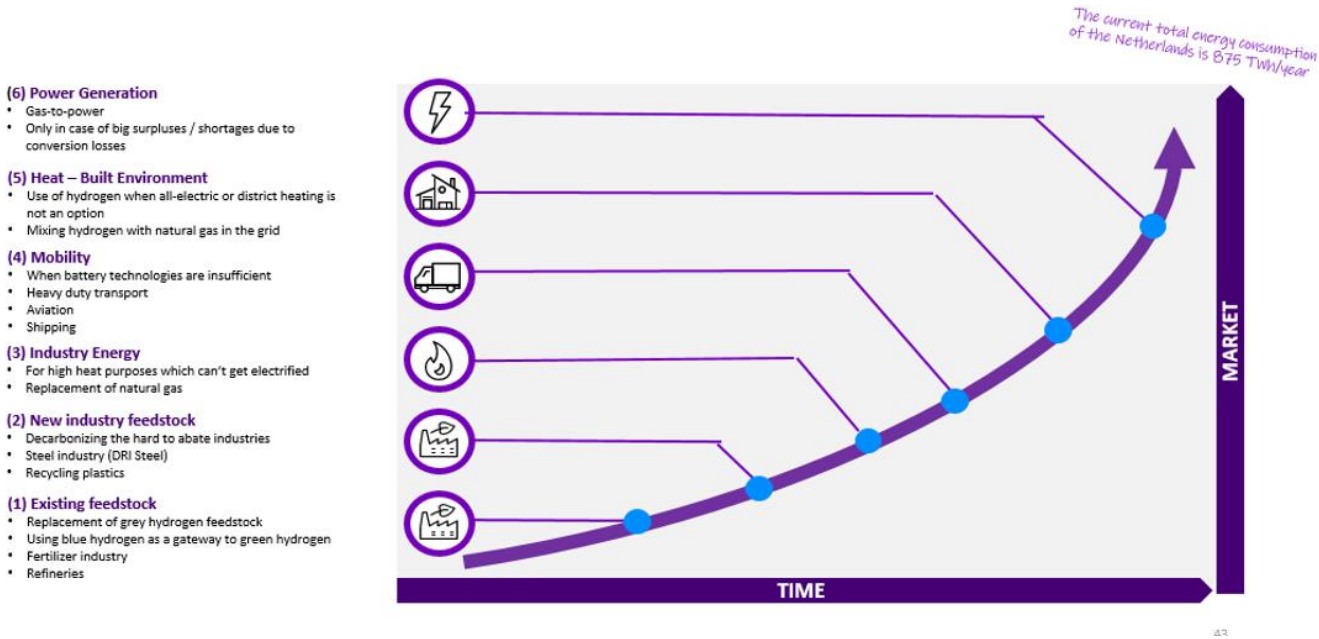 The current total energy consumption
of the Netherlands is 875 TWh/year
(6) Power Generation
• Gas-to-power
• Only in case of big surpluses / shortages due to
conversion losses
(5) Heat – Built Environment
• Use of hydrogen when all-electric or district heating is
not an option
• Mixing hydrogen with natural gas in the grid
(4) Mobility
• When battery technologies are insufficient
• Heavy duty transport
• Aviation
• Shipping
(3) Industry Energy
• For high heat purposes which can't get electrified
• Replacement of natural gas
(2) New industry feedstock
• Decarbonizing the hard to abate industries
• Steel industry (DRI Steel)
• Recycling plastics
(1) Existing feedstock
• Replacement of grey hydrogen feedstock
• Using blue hydrogen as a gateway to green hydrogen
• Fertilizer industry
• Refineries
MARKET
TIME
43